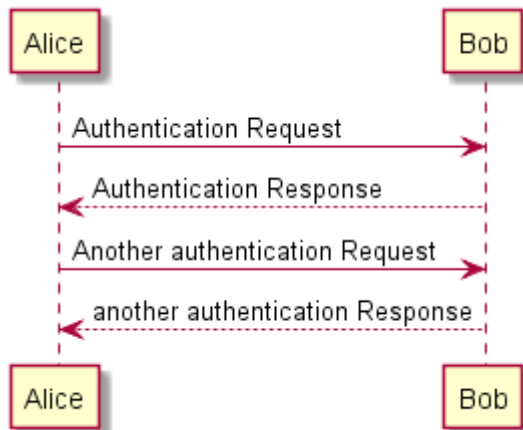 Alice
Bob
Authentication Request
Authentication Response
Another authentication Request
another authentication Response
Alice
Bob